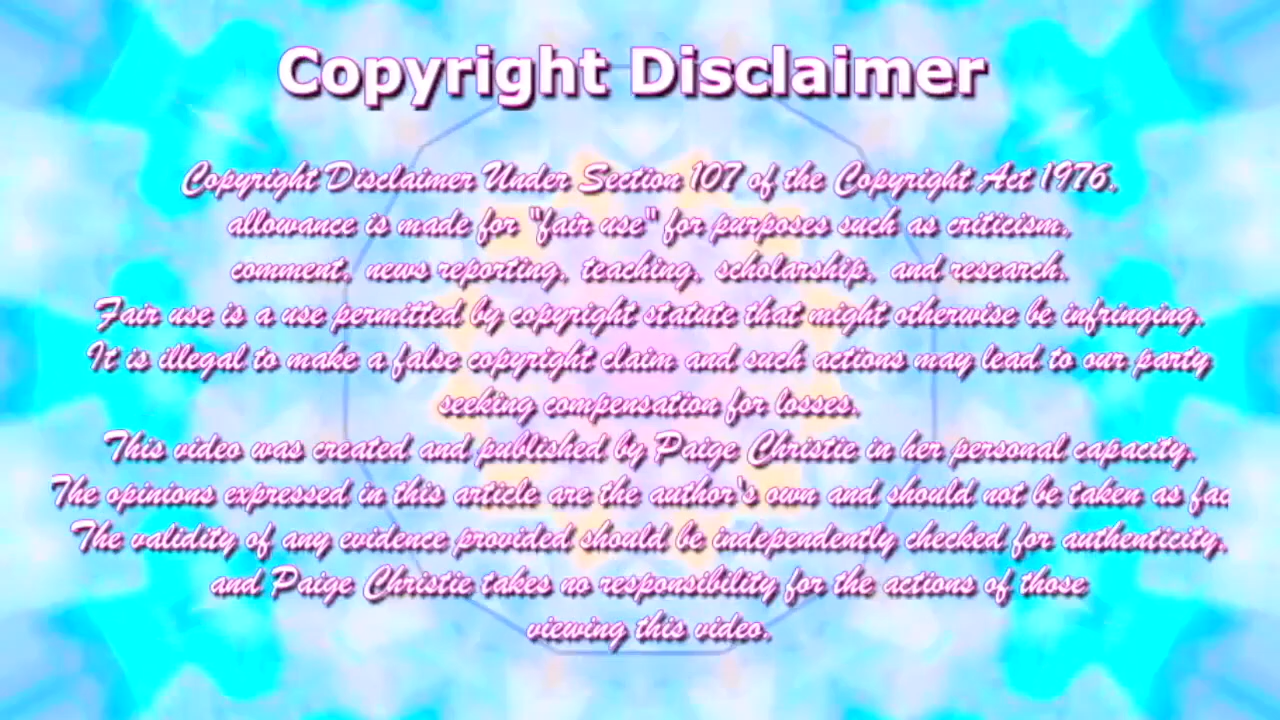 Copyright Disclaimer
Copyright Disclaimer Under Section 107 of the Copyright Act 1976,
allowance is made for "fair use" for purposes such as criticism,
comment, news reporting, teaching, scholarship, and research.
Fair use is a use permitted by copyright statute that might otherwise be infringing.
It is illegal to make a false copyright claim and such actions may lead to our party
seeking compensation for losses.
This video was created and published by Paige Christie in her personal capacity.
The opinions expressed in this article are the author's own and should not be taken as fac
The validity of any evidence provided should be independently checked for authenticity,
and Paige Christie takes no responsibility for the actions of those
viewing this video.